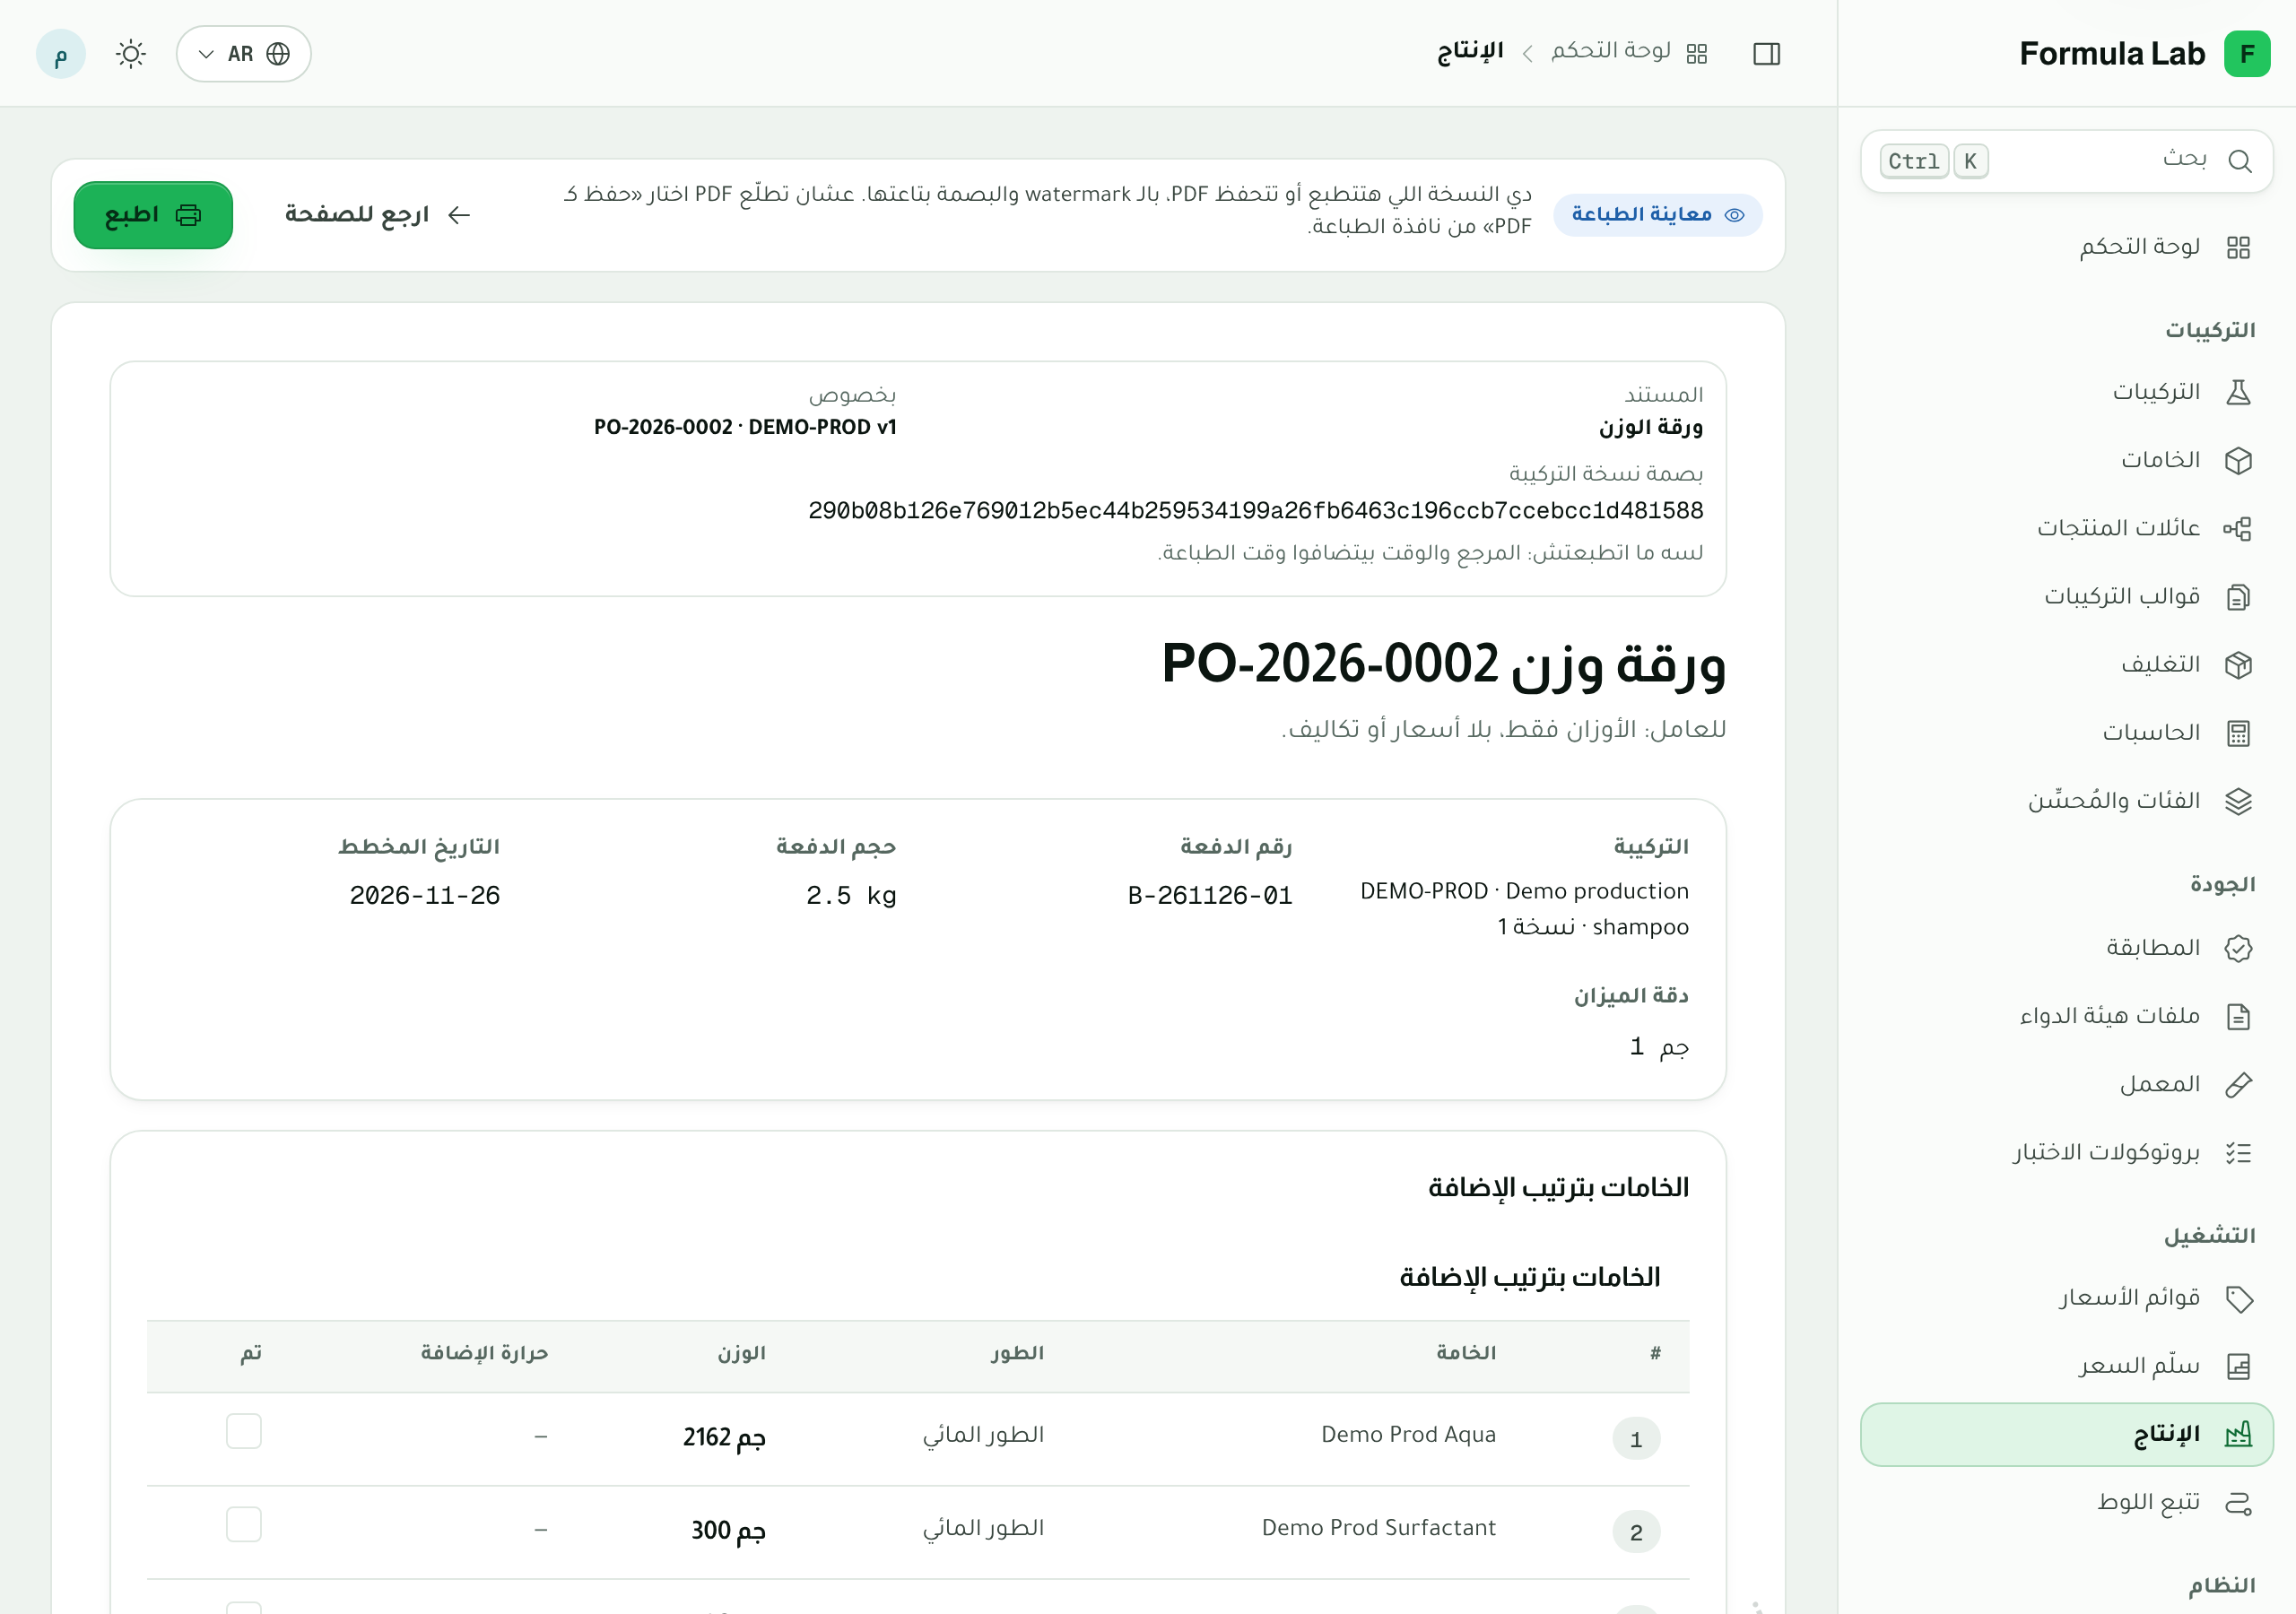 F
Formula Lab
لوحة التحكم
الإنتاج
AR
م
بحث
Ctrl K
لوحة التحكم
التركيبات
التركيبات
الخامات
عائلات المنتجات
قوالب التركيبات
التغليف
الحاسبات
الفئات والمُحسِّن
الجودة
المطابقة
ملفات هيئة الدواء
المعمل
بروتوكولات الاختبار
التشغيل
قوائم الأسعار
سلّم السعر
الإنتاج
تتبع اللوط
النظام
معاينة الطباعة
دي النسخة اللي هتتطبع أو تتحفظ PDF، بالـ watermark والبصمة بتاعتها. عشان تطلّع PDF اختار «حفظ كـ
PDF» من نافذة الطباعة.
ارجع للصفحة
اطبع
المستند
ورقة الوزن
بخصوص
PO-2026-0002 · DEMO-PROD v1
بصمة نسخة التركيبة
290b08b126e769012b5ec44b259534199a26fb6463c196ccb7ccebcc1d481588
لسه ما اتطبعتش: المرجع والوقت بيتضافوا وقت الطباعة.
ورقة وزن PO-2026-0002
للعامل: الأوزان فقط، بلا أسعار أو تكاليف.
التركيبة
DEMO-PROD · Demo production
shampoo · نسخة 1
رقم الدفعة
B-261126-01
حجم الدفعة
2.5 kg
التاريخ المخطط
2026-11-26
دقة الميزان
جم 1
الخامات بترتيب الإضافة
الخامات بترتيب الإضافة
# الخامة الطور الوزن حرارة الإضافة تم
1 Demo Prod Aqua الطور المائي جم 2162 –
2 Demo Prod Surfactant الطور المائي جم 300 –